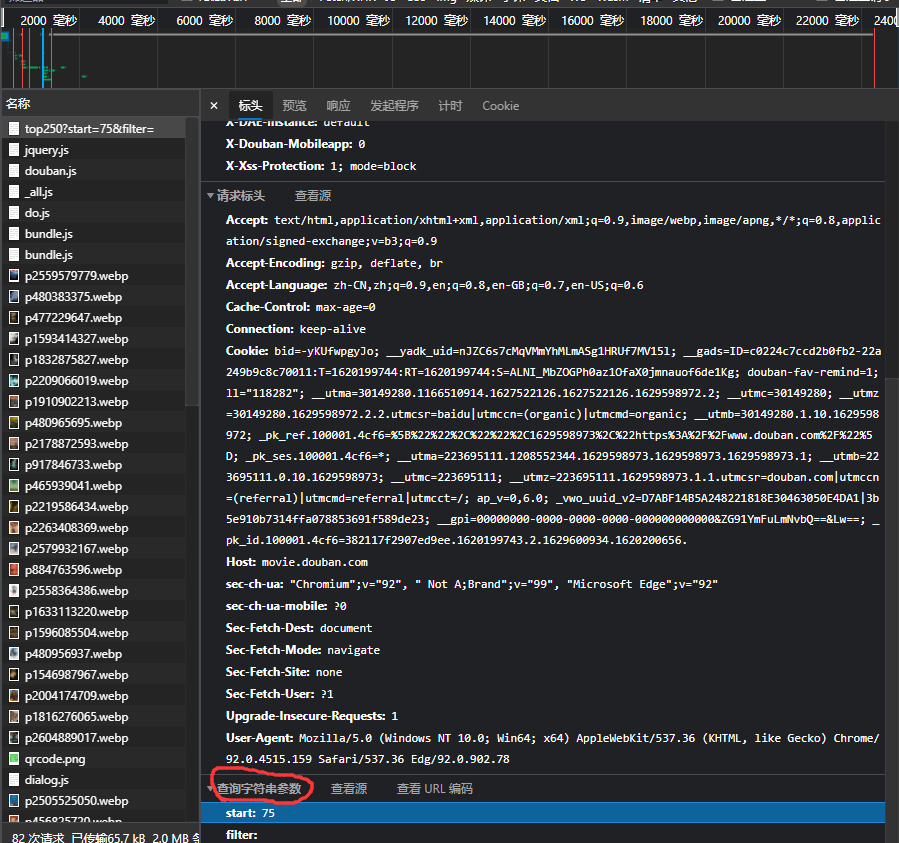 2000 毫秒 4000 毫秒 6000 毫秒 8000 毫秒 10000 毫秒 12000 毫秒 14000 毫秒 16000 毫秒 18000 毫秒 20000 毫秒 22000 毫秒 2400
名称
× 标头 预览 响应 发起程序 计时 Cookie
top250?start=75&filter=
jquery.js
douban.js
_all.js
do.js
bundle.js
bundle.js
p2559579779.webp
p480383375.webp
p477229647.webp
p1593414327.webp
p1832875827.webp
p2209066019.webp
p1910902213.webp
p480965695.webp
p2178872593.webp
p917846733.webp
p465939041.webp
p2219586434.webp
p2263408369.webp
p2579932167.webp
p884763596.webp
p2558364386.webp
p1633113220.webp
p1596085504.webp
p480956937.webp
p1546987967.webp
p2004174709.webp
p1816276065.webp
p2604889017.webp
qrcode.png
dialog.js
p2505525050.webp
p456825720.webp
82 次请求 已传输65.7 kB 2.0 MB 条
X-DAE-Instance: default
X-Douban-Mobileapp: 0
X-Xss-Protection: 1; mode=block
请求标头 查看源
Accept: text/html,application/xhtml+xml,application/xml;q=0.9,image/webp,image/apng,*/*;q=0.8,applic
ation/signed-exchange;v=b3;q=0.9
Accept-Encoding: gzip, deflate, br
Accept-Language: zh-CN,zh;q=0.9,en;q=0.8,en-GB;q=0.7,en-US;q=0.6
Cache-Control: max-age=0
Connection: keep-alive
Cookie: bid=-yKUfwpgyJo; __yadk_uid=nJZC6s7cMqVMmYhMLmASg1HRUf7MV15l; __gads=ID=c0224c7ccd2b0fb2-22a
249b9c8c70011:T=1620199744:RT=1620199744:S=ALNI_MbZOGPh0az1OfaX0jmnauof6de1Kg; douban-fav-remind=1;
ll="118282"; __utma=30149280.1166510914.1627522126.1627522126.1629598972.2; __utmc=30149280; __utmz
=30149280.1629598972.2.2.utmcsr=baidu|utmccn=(organic)|utmcmd=organic; __utmb=30149280.1.10.1629598
972; _pk_ref.100001.4cf6=%5B%22%22%2C%22%22%2C1629598973%2C%22https%3A%2F%2Fwww.douban.com%2F%22%5
D; _pk_ses.100001.4cf6=*; __utma=223695111.1208552344.1629598973.1629598973.1629598973.1; __utmb=22
3695111.0.10.1629598973; __utmc=223695111; __utmz=223695111.1629598973.1.1.utmcsr=douban.com|utmccn
=(referral)|utmcmd=referral|utmcct=/; ap_v=0,6.0; _vwo_uuid_v2=D7ABF14B5A248221818E30463050E4DA1|3b
5e910b7314ffa078853691f589de23; __gpi=00000000-0000-0000-0000-000000000000&ZG91YmFuLmNvbQ==&Lw==; _
pk_id.100001.4cf6=382117f2907ed9ee.1620199743.2.1629600934.1620200656.
Host: movie.douban.com
sec-ch-ua: "Chromium";v="92", " Not A;Brand";v="99", "Microsoft Edge";v="92"
sec-ch-ua-mobile: ?0
Sec-Fetch-Dest: document
Sec-Fetch-Mode: navigate
Sec-Fetch-Site: none
Sec-Fetch-User: ?1
Upgrade-Insecure-Requests: 1
User-Agent: Mozilla/5.0 (Windows NT 10.0; Win64; x64) AppleWebKit/537.36 (KHTML, like Gecko) Chrome/
92.0.4515.159 Safari/537.36 Edg/92.0.902.78
查询字符串参数 查看源 查看 URL 编码
start: 75
filter: